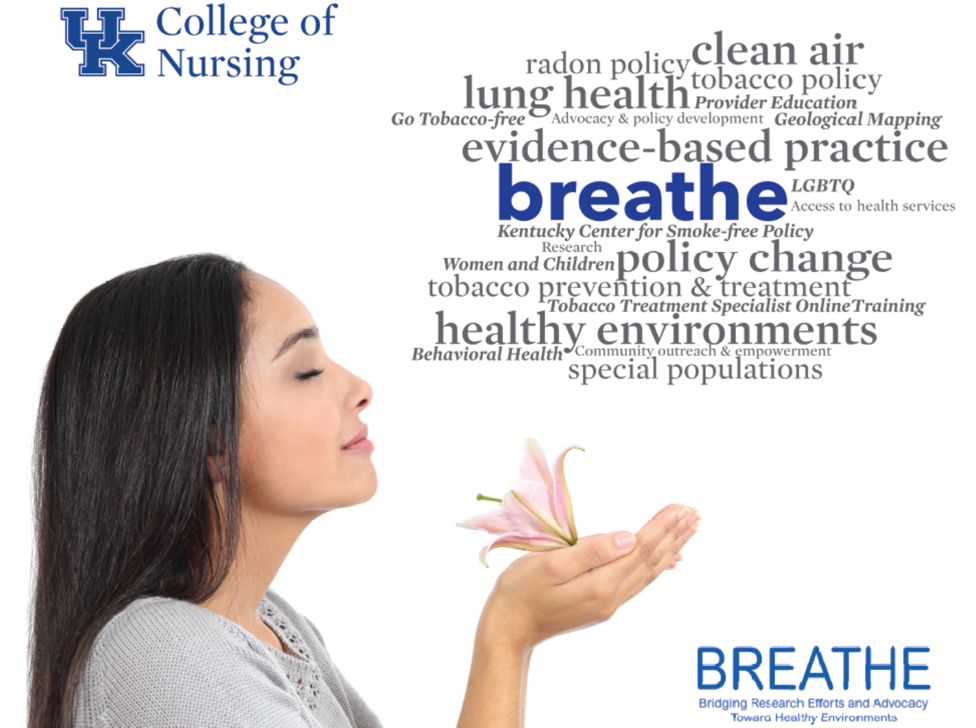 UK
College of
Nursing
clean air
radon policy
tobacco policy
lung health
Provider Education
Go Tobacco-free
Advocacy & policy development
Geological Mapping
evidence-based practice
breathe
LGBTQ
Access to health services
Kentucky Center for Smoke-free Policy
Research
Women and Children
policy change
tobacco prevention & treatment
Tobacco Treatment Specialist OnlineTraining
healthy environments
Behavioral Health
Community outreach & empowerment
special populations
BREATHE
Bridging Research Efforts and Advocacy
Toward Healthy Environments